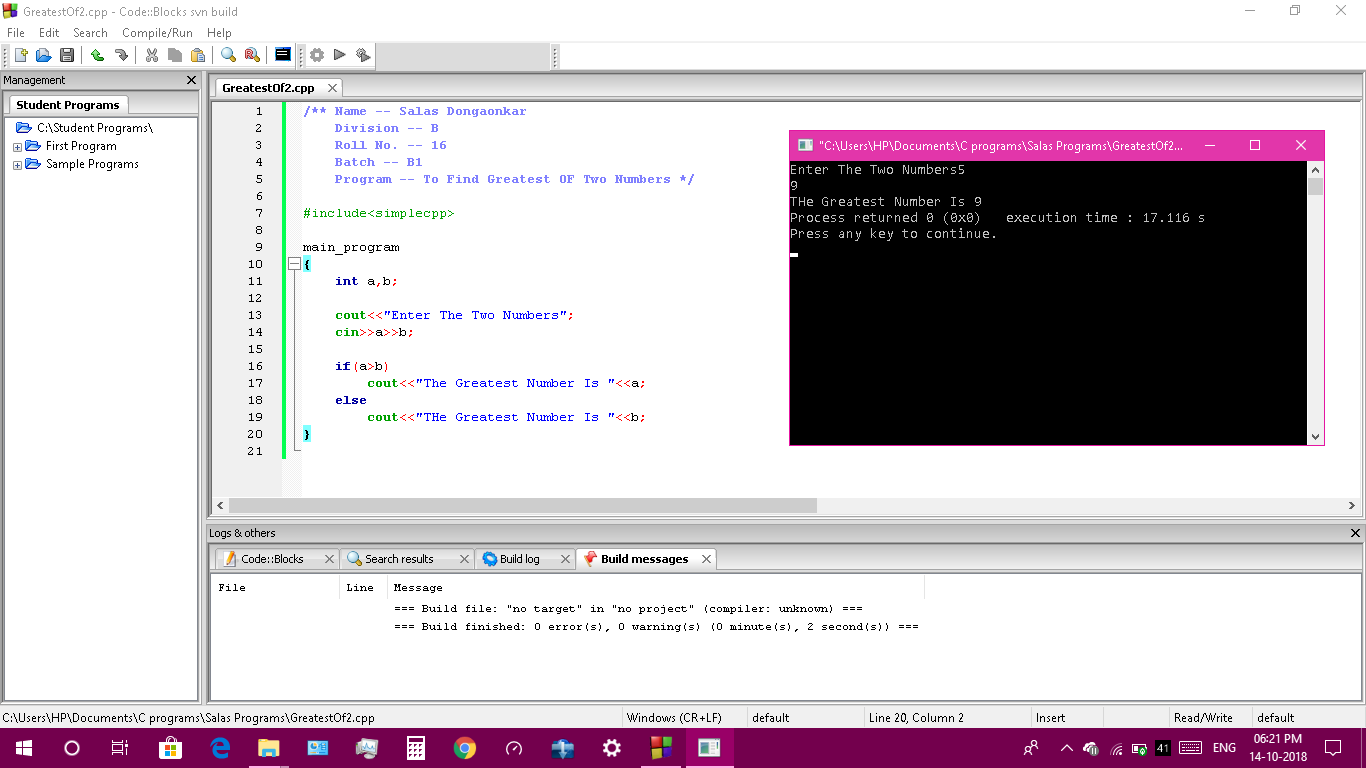 GreatestOf2.cpp - Code::Blocks svn build
File Edit Search Compile/Run Help
Management
Student Programs
C:\Student Programs\
First Program
Sample Programs
GreatestOf2.cpp
1 /** Name -- Salas Dongaonkar
2 Division -- B
3 Roll No. -- 16
4 Batch -- B1
5 Program -- To Find Greatest OF Two Numbers */
6
7 #include<simplecpp>
8
9 main_program
10 {
11 int a,b;
12
13 cout<<"Enter The Two Numbers";
14 cin>>a>>b;
15
16 if(a>b)
17 cout<<"The Greatest Number Is "<<a;
18 else
19 cout<<"THe Greatest Number Is "<<b;
20 }
21
"C:\Users\HP\Documents\C programs\Salas Programs\GreatestOf2...
Enter The Two Numbers5
9
THe Greatest Number Is 9
Process returned 0 (0x0) execution time : 17.116 s
Press any key to continue.
Logs & others
Code::Blocks Search results Build log Build messages
File Line Message
=== Build file: "no target" in "no project" (compiler: unknown) ===
=== Build finished: 0 error(s), 0 warning(s) (0 minute(s), 2 second(s)) ===
C:\Users\HP\Documents\C programs\Salas Programs\GreatestOf2.cpp Windows (CR+LF) default Line 20, Column 2 Insert Read/Write default
41 ENG 06:21 PM
14-10-2018